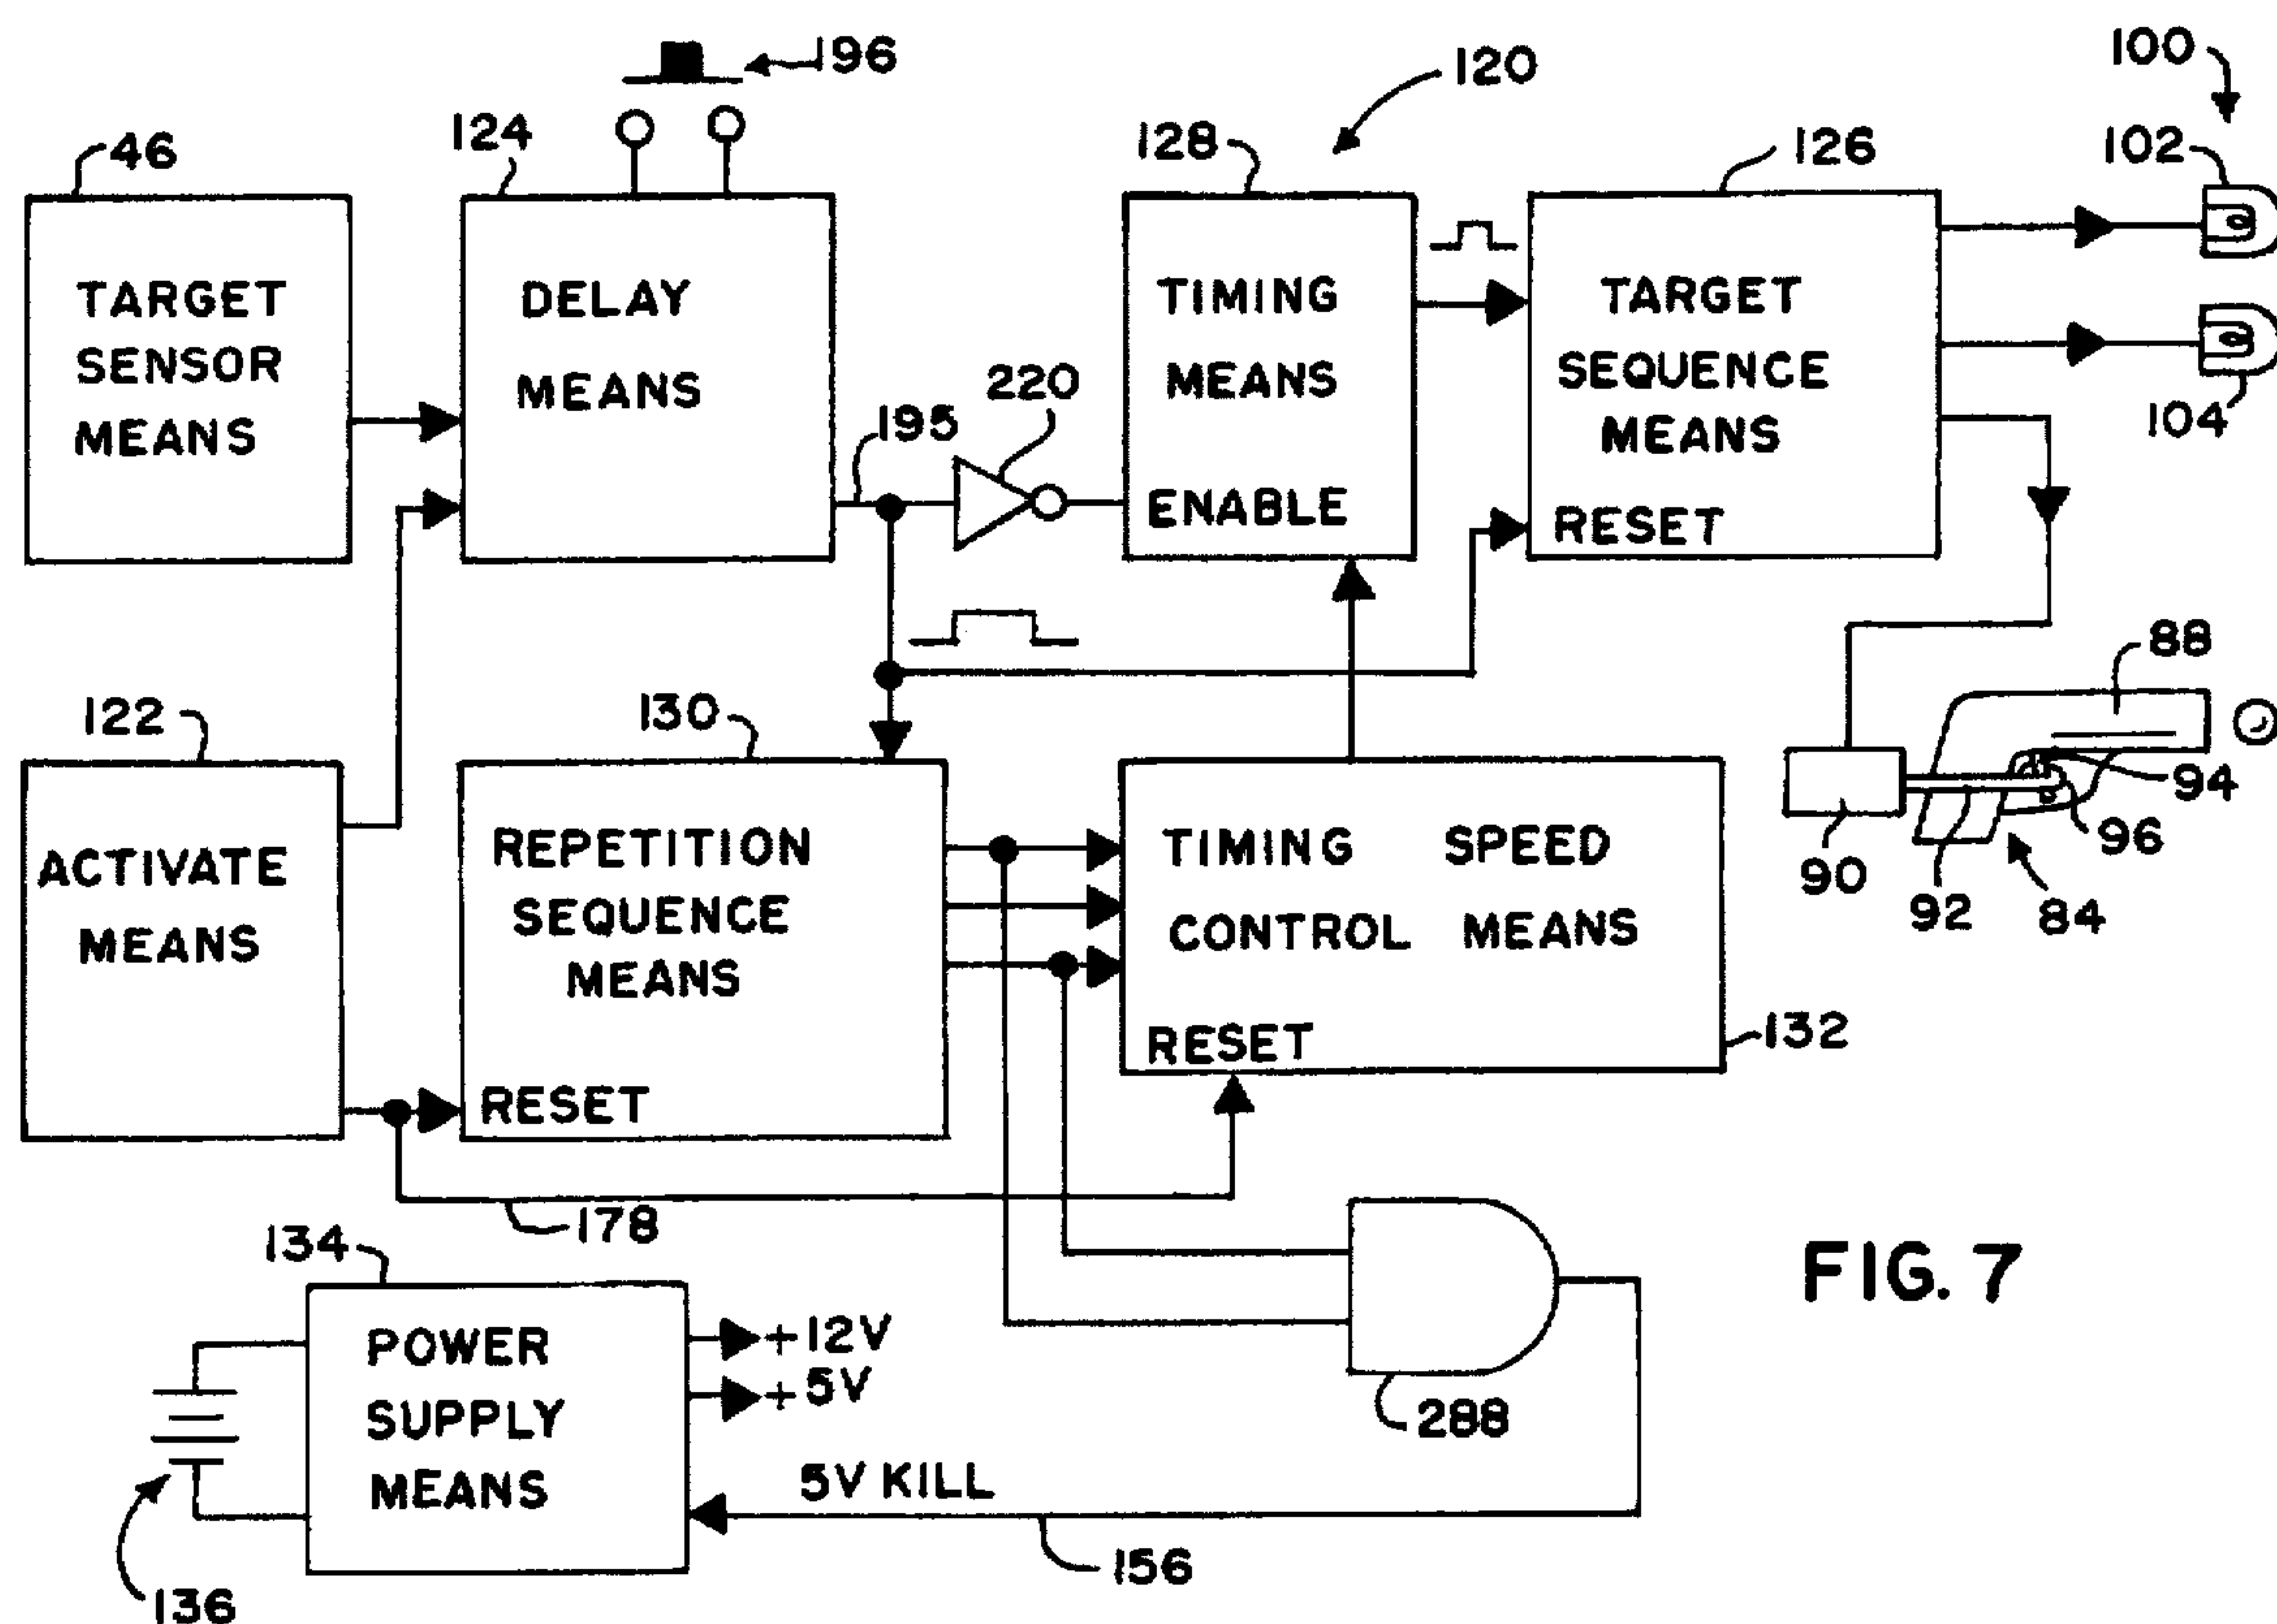 196
120
100
46
124
128
126
102
TARGET
SENSOR
MEANS
DELAY
MEANS
195
220
TIMING
MEANS
ENABLE
TARGET
SEQUENCE
MEANS
RESET
104
88
94
96
90
92
84
122
130
ACTIVATE
MEANS
REPETITION
SEQUENCE
MEANS
RESET
TIMING SPEED
CONTROL MEANS
RESET
132
178
134
POWER
SUPPLY
MEANS
+12V
+5V
5V KILL
288
156
136
FIG. 7